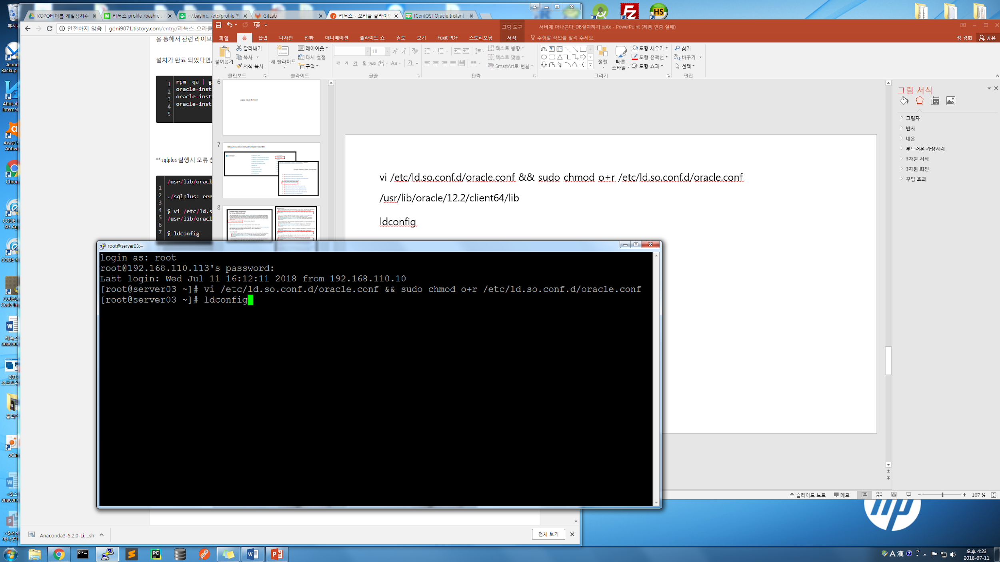 KOPO테이블 계절성지수
리눅스 profile /bashrc
~/.bashrc, /etc/profile 환
GitLab
리눅스 - 오라클 클라이언
[CentOS] Oracle Instant
안전하지 않음 | goni9071.tistory.com/entry/리눅스-오라클
을 통해서 관련 라이브
설치가 완료 되었다면,
1 rpm -qa | g
2 oracle-inst
3 oracle-inst
4 oracle-inst
5
** sqlplus 실행시 오류
/usr/lib/oracl
1
2 ./sqlplus: err
3
4 $ vi /etc/ld.s
5 /usr/lib/oracl
6
7 $ ldconfig
그림 도구
서버에 아나콘다_DB설치하기.pptx - PowerPoint (제품 인증 실패)
파일 홈 삽입 디자인 전환 애니메이션 슬라이드 쇼 검토 보기 Foxit PDF 스토리보딩 서식 수행할 작업을 알려 주세요.
정 경화 공유
붙여넣기
잘라내기
복사
서식 복사
클립보드
새 슬라이드
레이아웃
다시 설정
구역
슬라이드
18
가 가 가 S abc 간나 Aa 가
글꼴
텍스트 방향
텍스트 맞춤
SmartArt로 변환
단락
정렬
빠른 스타일
도형 채우기
도형 윤곽선
도형 효과
그리기
찾기
바꾸기
선택
편집
6
oracle client 설치하기
7
https://www.oracle.com/downloads/index.html
Oracle Instant Client Downloads
8
vi /etc/ld.so.conf.d/oracle.conf && sudo chmod o+r /etc/ld.so.conf.d/oracle.conf
/usr/lib/oracle/12.2/client64/lib
ldconfig
그림 서식
그림자
반사
네온
부드러운 가장자리
3차원 서식
3차원 회전
꾸밈 효과
root@server03:~
login as: root
root@192.168.110.113's password:
Last login: Wed Jul 11 16:12:11 2018 from 192.168.110.10
[root@server03 ~]# vi /etc/ld.so.conf.d/oracle.conf && sudo chmod o+r /etc/ld.so.conf.d/oracle.conf
[root@server03 ~]# ldconfig
슬라이드 노트 메모 107 %
hp
Anaconda3-5.2.0-Li....sh
전체 보기
휴지
Acron
Backup
AhnLab
Internet
Avast
Antivi
Chron
CODE-
XG Ag
CODE-R
CodeS
Code In
리눅스
anacon
201
소프트웨
통과
oCa
~$스
anacon
~$서버
아나콘
Fz
HS
A 漢
오후 4:23
2018-07-11